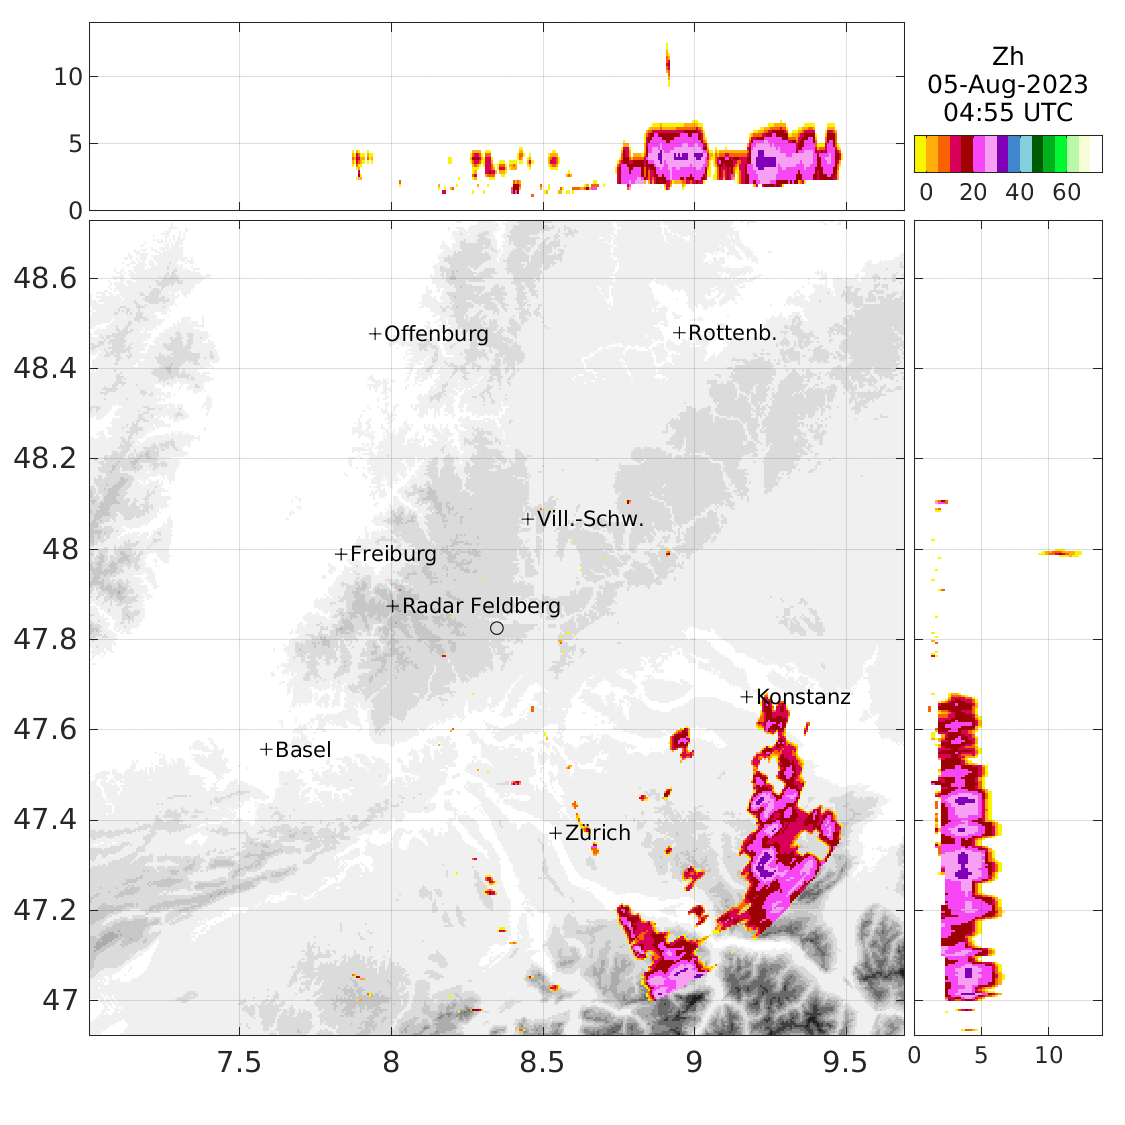 10
5
0
Zh
05-Aug-2023
04:55 UTC
0 20 40 60
48.6
48.4
48.2
48
47.8
47.6
47.4
47.2
47
+Offenburg
+Rottenb.
+Vill.-Schw.
+Freiburg
+Radar Feldberg
+Konstanz
+Basel
+Zürich
7.5 8 8.5 9 9.5
0 5 10